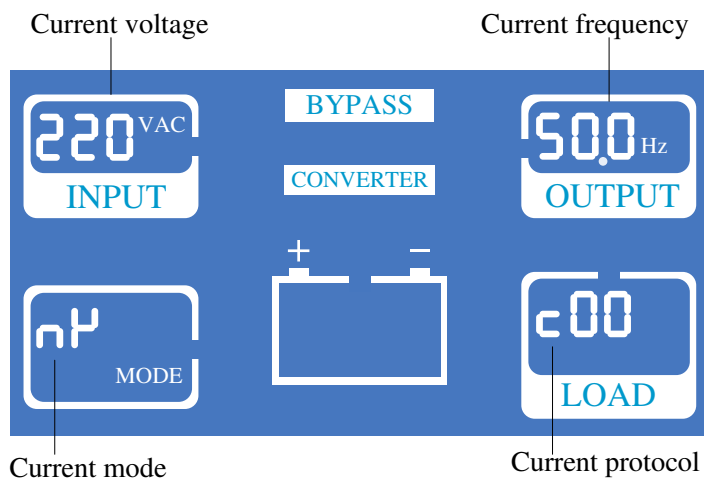 Current voltage
Current frequency
220 VAC
INPUT
BYPASS
CONVERTER
50.0 Hz
OUTPUT
+ −
MODE
c00
LOAD
Current mode
Current protocol